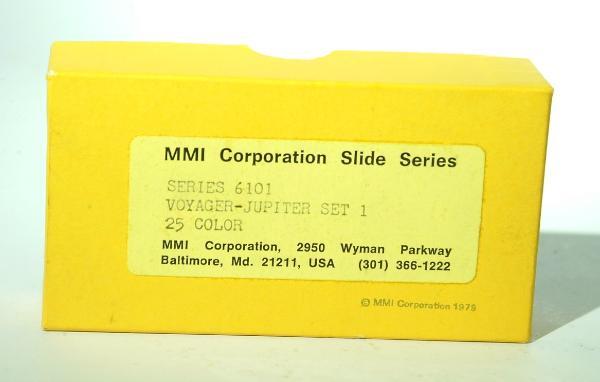 MMI Corporation Slide Series
SERIES 6101
VOYAGER-JUPITER SET 1
25 COLOR
MMI Corporation, 2950 Wyman Parkway
Baltimore, Md. 21211, USA (301) 366-1222
© MMI Corporation 1979